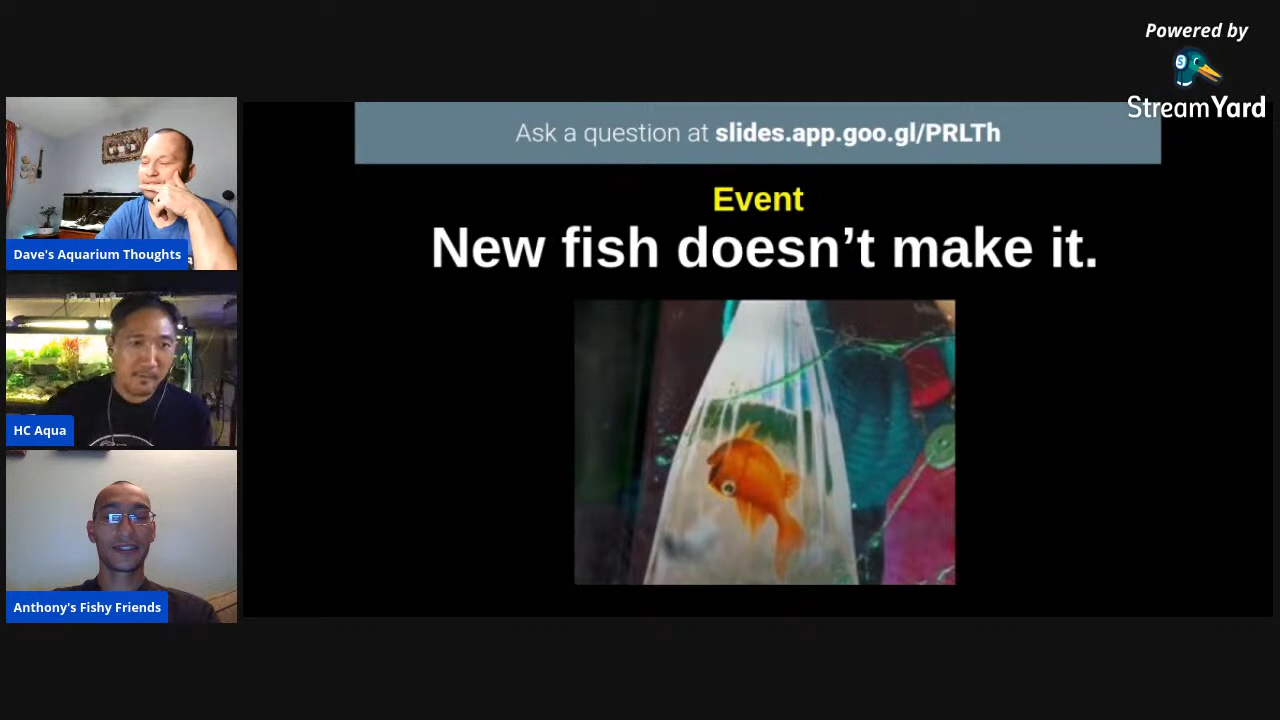 Powered by
StreamYard
Ask a question at slides.app.goo.gl/PRLTh
Event
New fish doesn’t make it.
Dave's Aquarium Thoughts
HC Aqua
Anthony's Fishy Friends